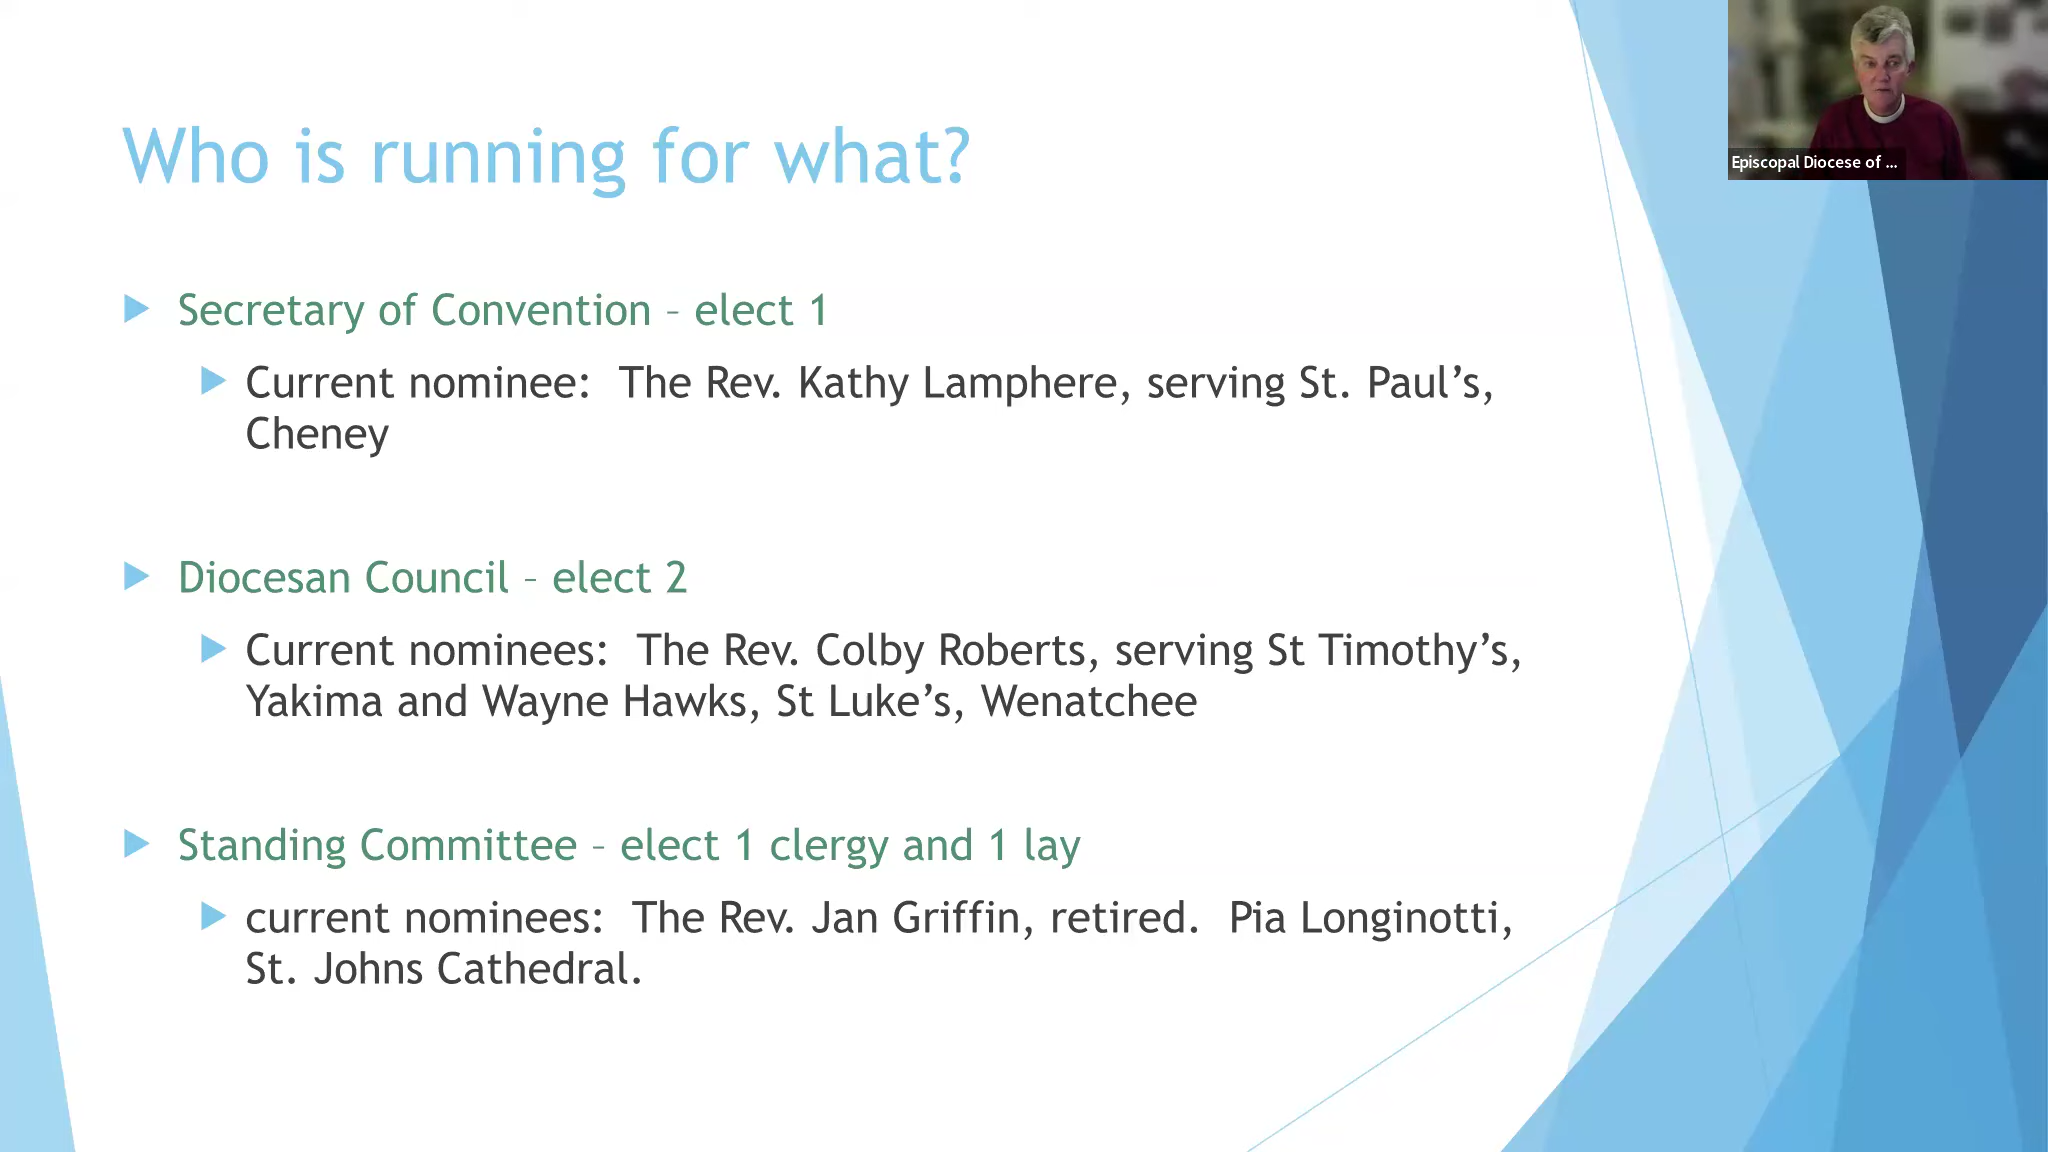 Who is running for what?
Episcopal Diocese of ...
Secretary of Convention – elect 1
Current nominee:  The Rev. Kathy Lamphere, serving St. Paul’s,
Cheney
Diocesan Council – elect 2
Current nominees:  The Rev. Colby Roberts, serving St Timothy’s,
Yakima and Wayne Hawks, St Luke’s, Wenatchee
Standing Committee – elect 1 clergy and 1 lay
current nominees:  The Rev. Jan Griffin, retired.  Pia Longinotti,
St. Johns Cathedral.